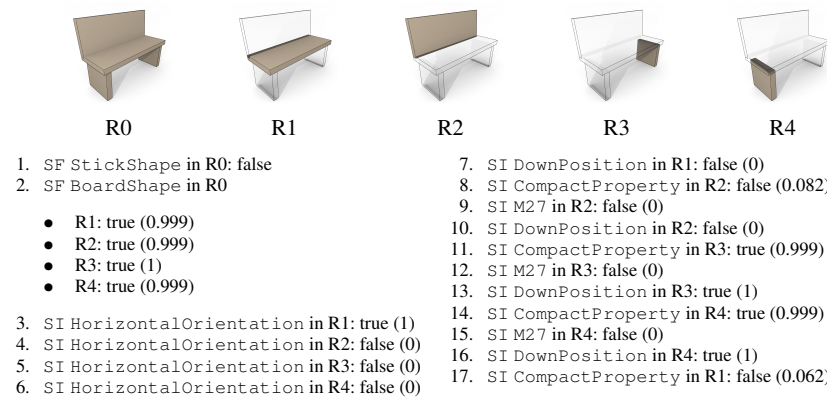 R0 R1 R2 R3 R4
1. SF StickShape in R0: false
2. SF BoardShape in R0
● R1: true (0.999)
● R2: true (0.999)
● R3: true (1)
● R4: true (0.999)
3. SI HorizontalOrientation in R1: true (1)
4. SI HorizontalOrientation in R2: false (0)
5. SI HorizontalOrientation in R3: false (0)
6. SI HorizontalOrientation in R4: false (0)
7. SI DownPosition in R1: false (0)
8. SI CompactProperty in R2: false (0.082)
9. SI M27 in R2: false (0)
10. SI DownPosition in R2: false (0)
11. SI CompactProperty in R3: true (0.999)
12. SI M27 in R3: false (0)
13. SI DownPosition in R3: true (1)
14. SI CompactProperty in R4: true (0.999)
15. SI M27 in R4: false (0)
16. SI DownPosition in R4: true (1)
17. SI CompactProperty in R1: false (0.062)